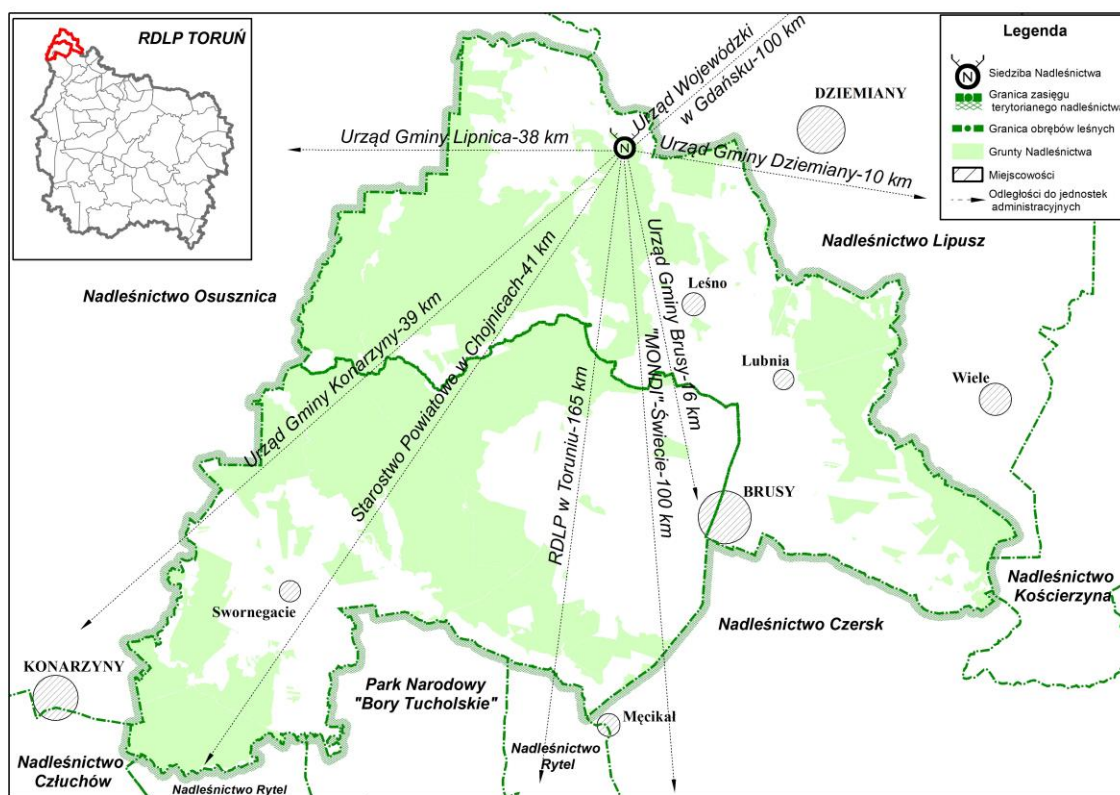 RDLP TORUŃ
Urząd Wojewódzki
w Gdańsku-100 km
DZIEMIANY
Legenda
N
Siedziba Nadleśnictwa
Granica zasięgu
terytorianego nadleśnictwa
Granica obrębów leśnych
Grunty Nadleśnictwa
Miejscowości
Odległości do jednostek
administracyjnych
Urząd Gminy Lipnica-38 km
N
Urząd Gminy Dziemiany-10 km
Nadleśnictwo Lipusz
Nadleśnictwo Osusznica
Urząd Gminy Konarzyny-39 km
Starostwo Powiatowe w Chojnicach-41 km
RDLP w Toruniu-165 km
"MONDI"-Świecie-100 km
Urząd Gminy Brusy-16 km
Leśno
Lubnia
Wiele
BRUSY
Swornegacie
Nadleśnictwo
Kościerzyna
Nadleśnictwo Czersk
KONARZYNY
Park Narodowy
"Bory Tucholskie"
Męcikał
Nadleśnictwo
Rytel
Nadleśnictwo
Człuchów
Nadleśnictwo Rytel